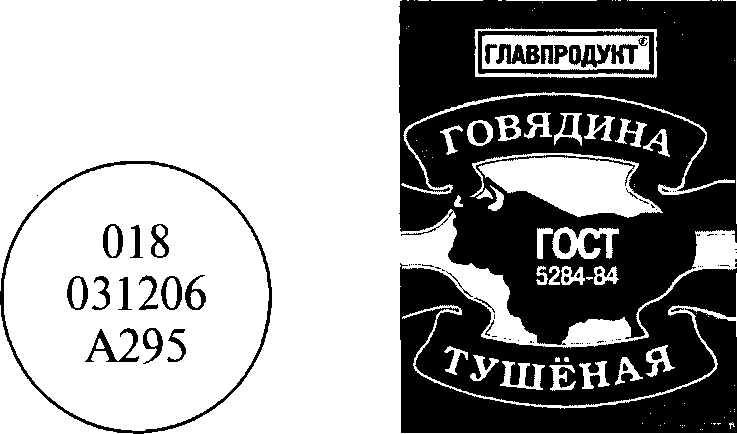 018
031206
А295
ГЛАВПРОДУКТ®
ГОВЯДИНА
ГОСТ
5284-84
ТУШЁНАЯ